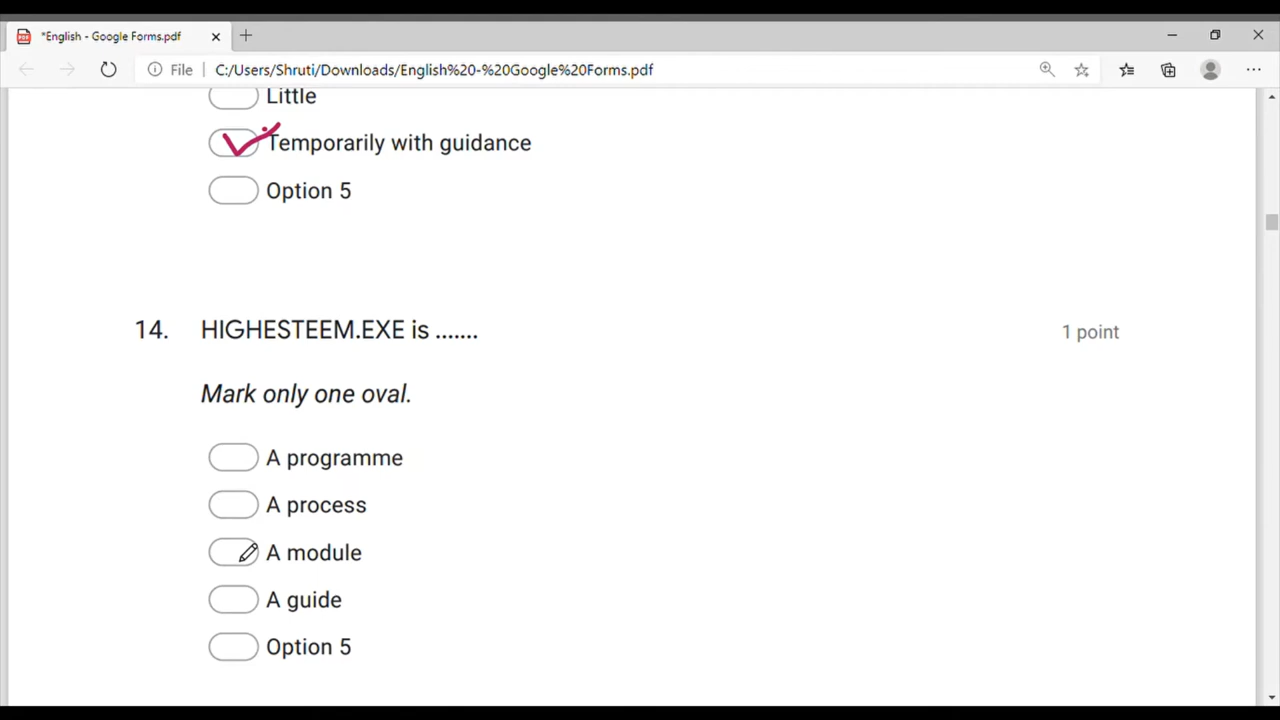 *English - Google Forms.pdf
File | C:/Users/Shruti/Downloads/English%20-%20Google%20Forms.pdf
Little
Temporarily with guidance
Option 5
14. HIGHESTEEM.EXE is ....... 1 point
Mark only one oval.
A programme
A process
A module
A guide
Option 5